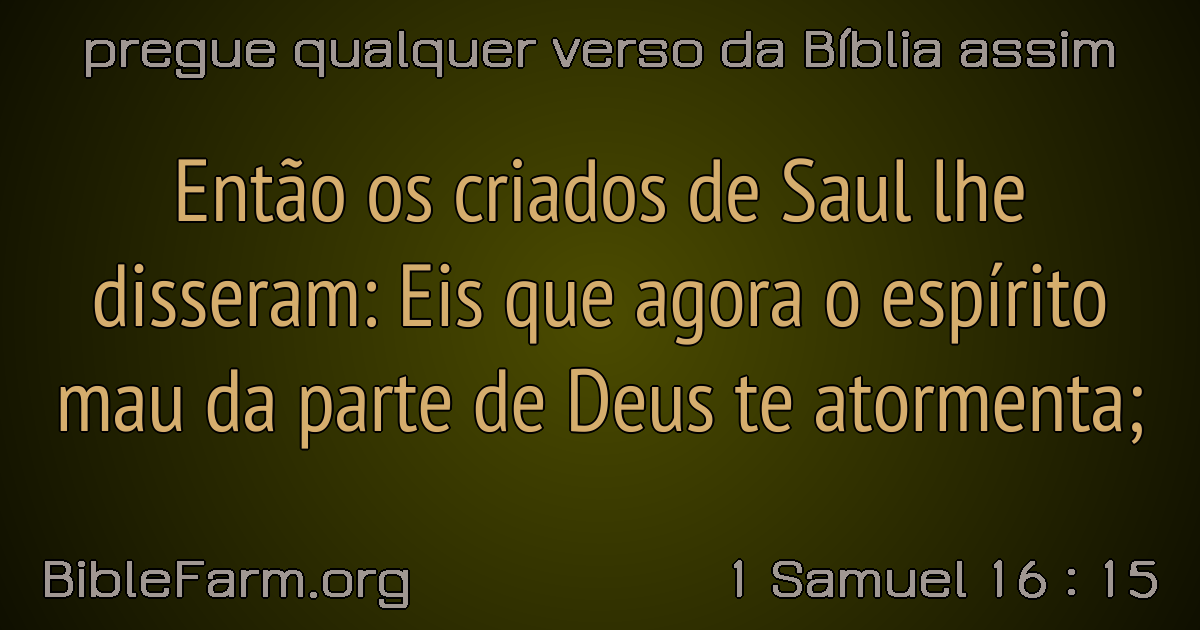 pregue qualquer verso da Bíblia assim
Então os criados de Saul lhe
disseram: Eis que agora o espírito
mau da parte de Deus te atormenta;
BibleFarm.org
1 Samuel 16 : 15